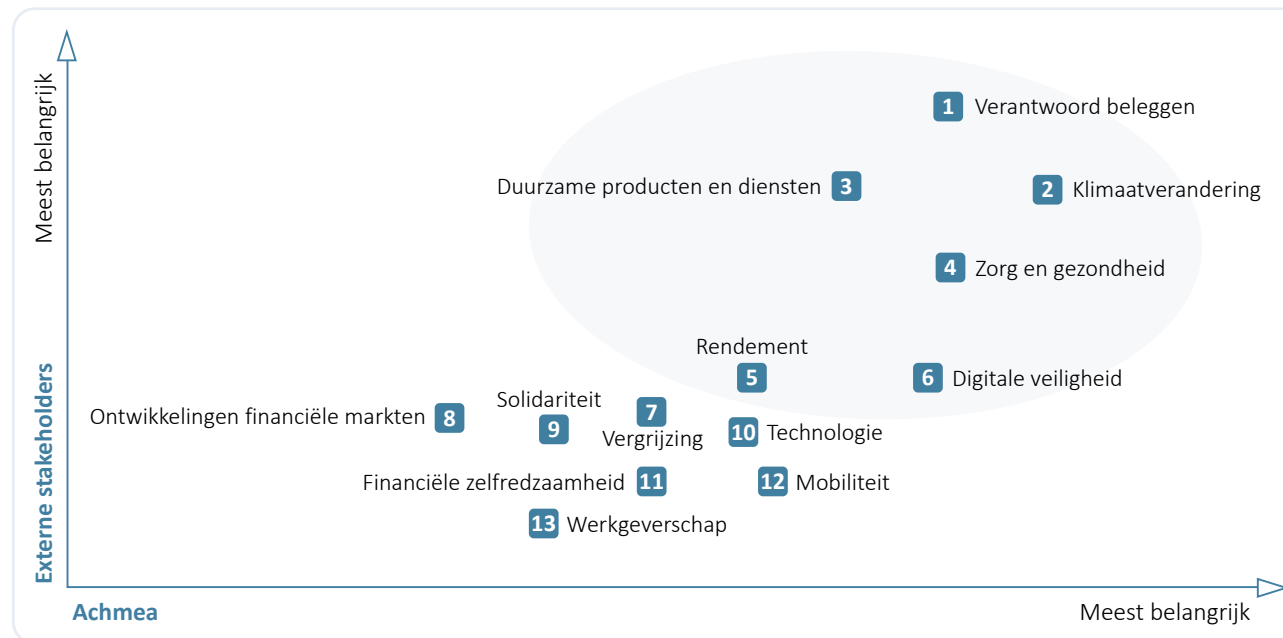 Meest belangrijk
Externe stakeholders
1 Verantwoord beleggen
Duurzame producten en diensten 3
2 Klimaatverandering
4 Zorg en gezondheid
Rendement
5
6 Digitale veiligheid
Solidariteit
Ontwikkelingen financiële markten 8
9
7
Vergrijzing
10 Technologie
Financiële zelfredzaamheid 11
12 Mobiliteit
13 Werkgeverschap
Achmea
Meest belangrijk